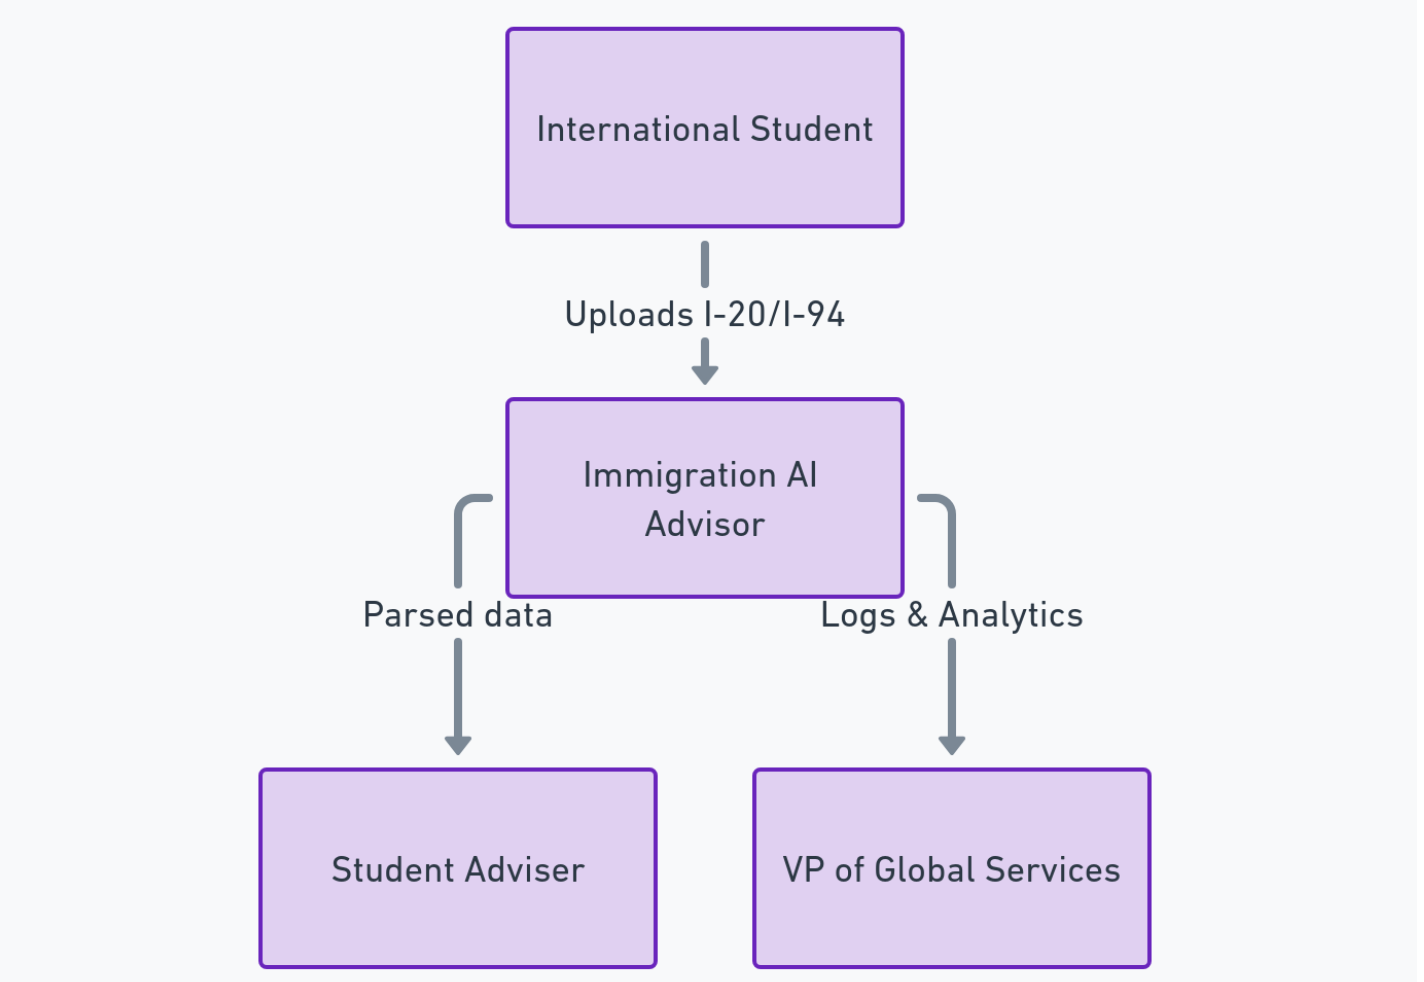 International Student
Uploads I-20/I-94
Immigration AI
Advisor
Parsed data
Logs & Analytics
Student Adviser
VP of Global Services